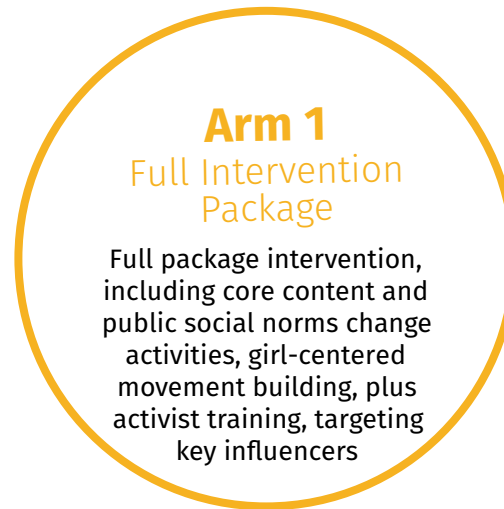 Arm 1
Full Intervention
Package
Full package intervention,
including core content and
public social norms change
activities, girl-centered
movement building, plus
activist training, targeting
key influencers